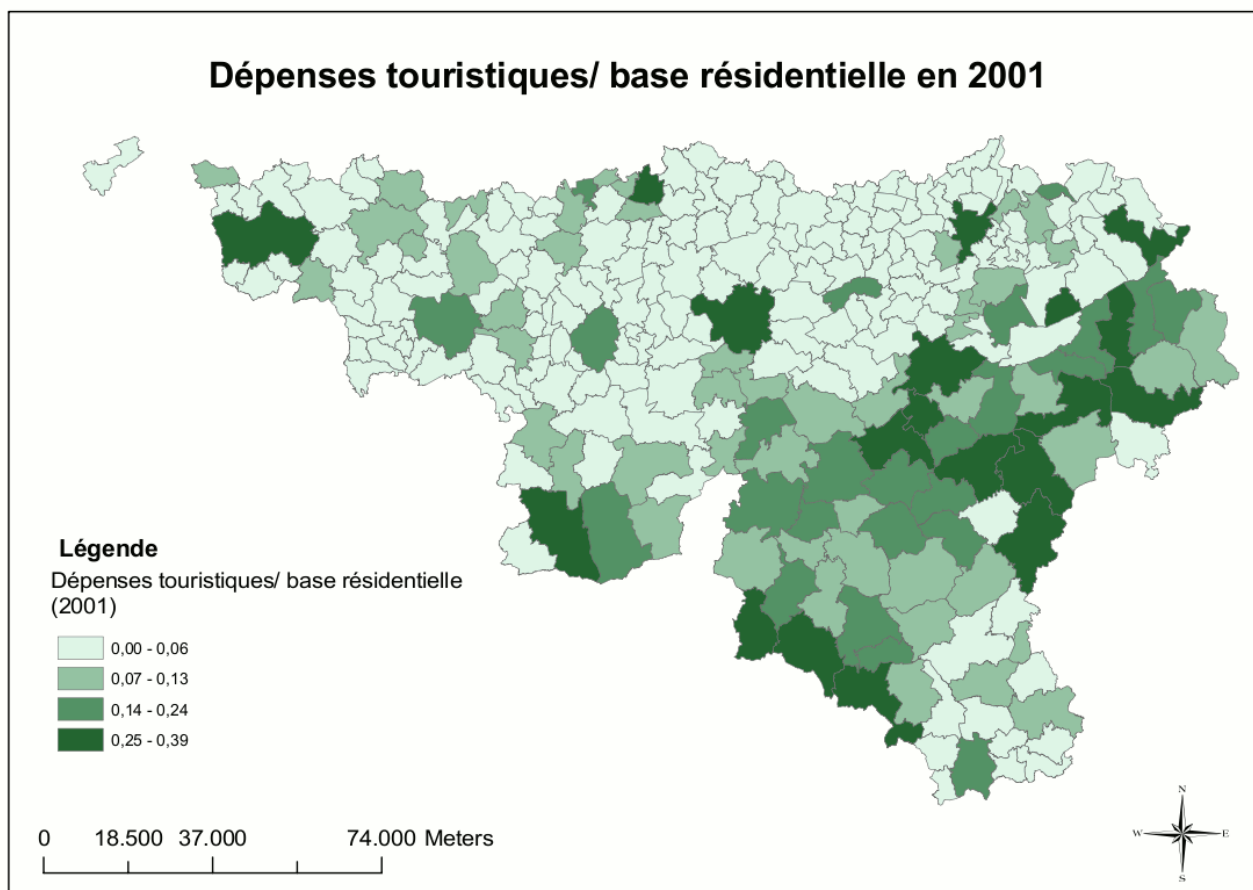 Dépenses touristiques/ base résidentielle en 2001
Légende
Dépenses touristiques/ base résidentielle
(2001)
0,00 - 0,06
0,07 - 0,13
0,14 - 0,24
0,25 - 0,39
0 18.500 37.000 74.000 Meters
N
W E
S